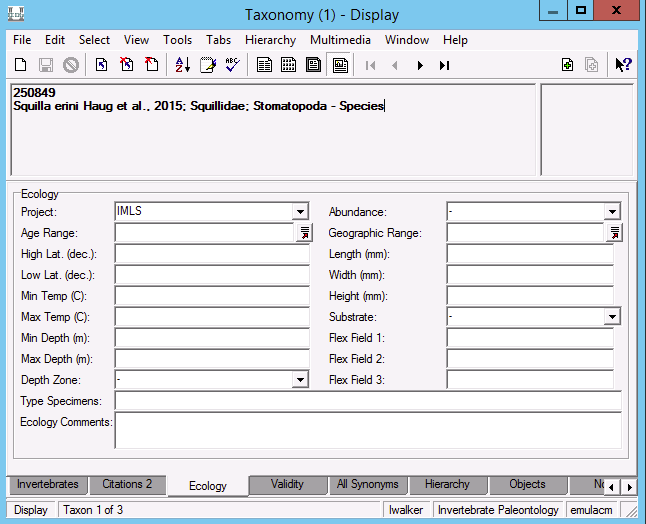 Taxonomy (1) - Display
File Edit Select View Tools Tabs Hierarchy Multimedia Window Help
250849
Squilla erini Haug et al., 2015; Squillidae; Stomatopoda - Species
Ecology
Project: IMLS Abundance: -
Age Range: Geographic Range:
High Lat. (dec.): Length (mm):
Low Lat. (dec.): Width (mm):
Min Temp (C): Height (mm):
Max Temp (C): Substrate: -
Min Depth (m): Flex Field 1:
Max Depth (m): Flex Field 2:
Depth Zone: - Flex Field 3:
Type Specimens:
Ecology Comments:
Invertebrates Citations 2 Ecology Validity All Synonyms Hierarchy Objects
Display Taxon 1 of 3 lwalker Invertebrate Paleontology emulacm